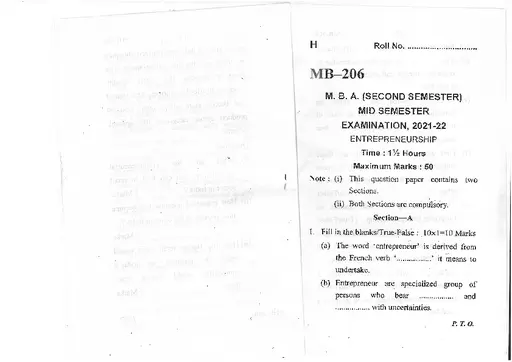 H Roll No. ..............................
MB–206
M. B. A. (SECOND SEMESTER)
MID SEMESTER
EXAMINATION, 2021-22
ENTREPRENEURSHIP
Time : 1½ Hours
Maximum Marks : 50
Note : (i) This question paper contains two
Sections.
(ii) Both Sections are compulsory.
Section—A
1. Fill in the blanks/True-False : 10×1=10 Marks
(a) The word ‘entrepreneur’ is derived from
the French verb ‘...............’ it means to
undertake.
(b) Entrepreneur are specialized group of
persons who bear ............... and
............... with uncertainties.
P. T. O.